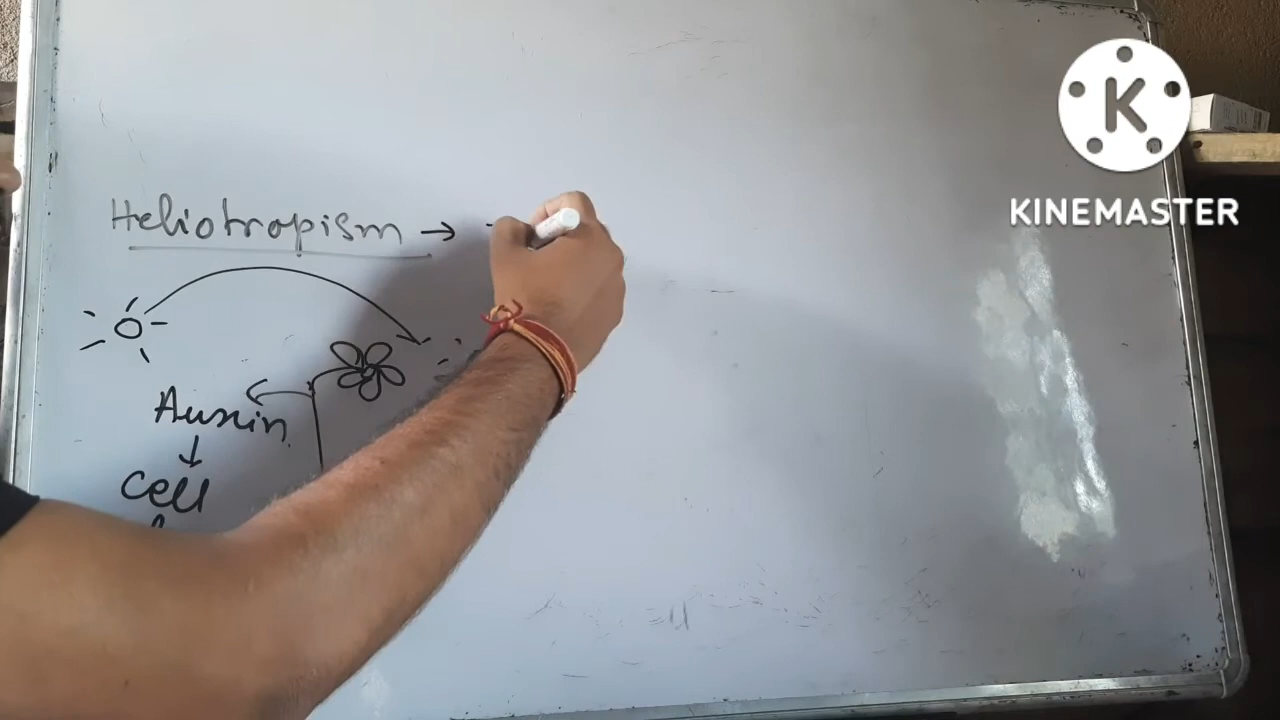 Heliotropism →
Auxin
↓
Cell
K
KINEMASTER